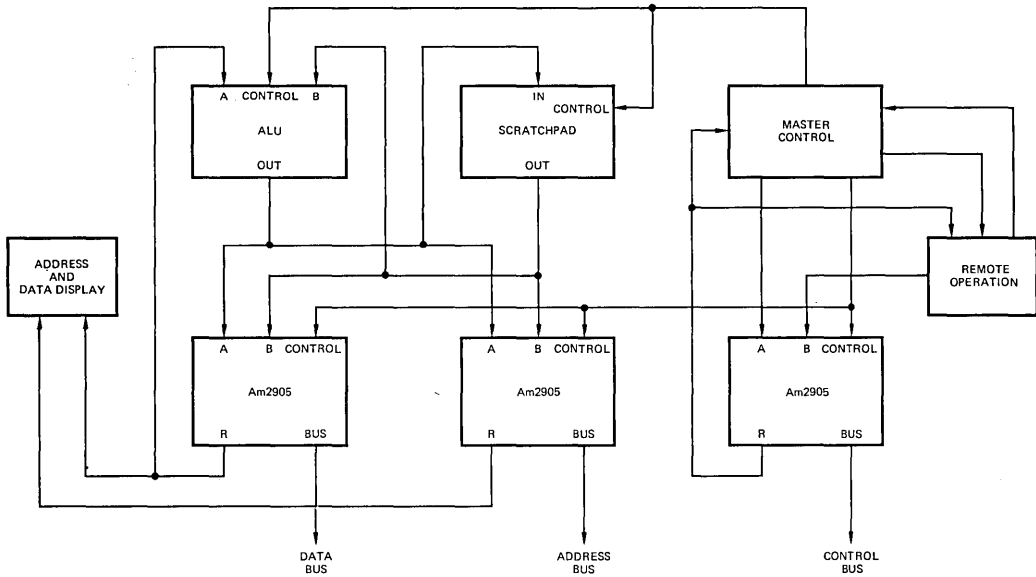 A CONTROL B
ALU
OUT
IN
CONTROL
SCRATCHPAD
OUT
MASTER
CONTROL
ADDRESS
AND
DATA DISPLAY
REMOTE
OPERATION
A B CONTROL
Am2905
R BUS
A B CONTROL
Am2905
R BUS
A B CONTROL
Am2905
R BUS
DATA
BUS
ADDRESS
BUS
CONTROL
BUS